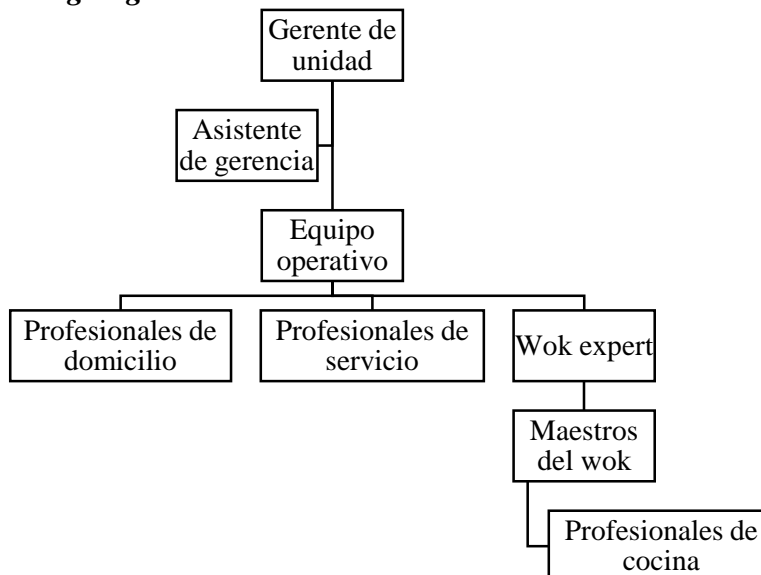 Gerente de
unidad
Asistente
de gerencia
Equipo
operativo
Profesionales de
domicilio
Profesionales de
servicio
Wok expert
Maestros
del wok
Profesionales de
cocina